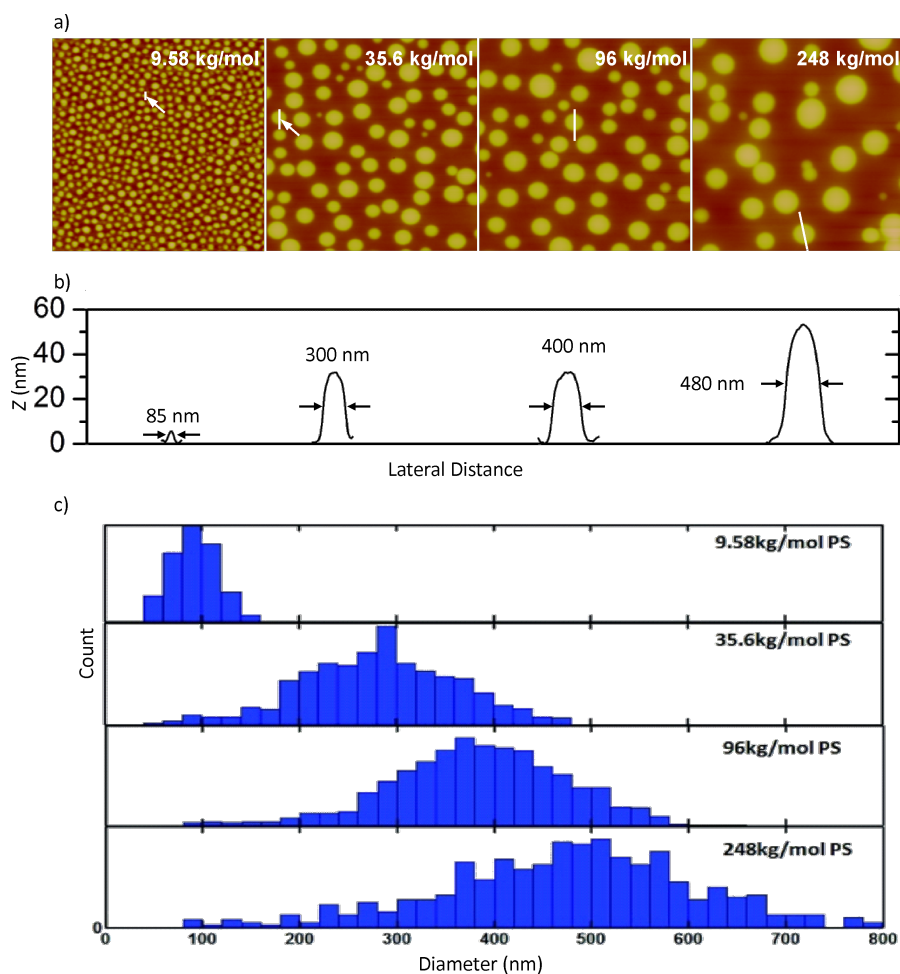 a)
9.58 kg/mol 35.6 kg/mol 96 kg/mol 248 kg/mol
b)
60
40
20
0
Z (nm)
85 nm
300 nm
400 nm
480 nm
Lateral Distance
c)
9.58kg/mol PS
35.6kg/mol PS
96kg/mol PS
248kg/mol PS
Count
0
0 100 200 300 400 500 600 700 800
Diameter (nm)